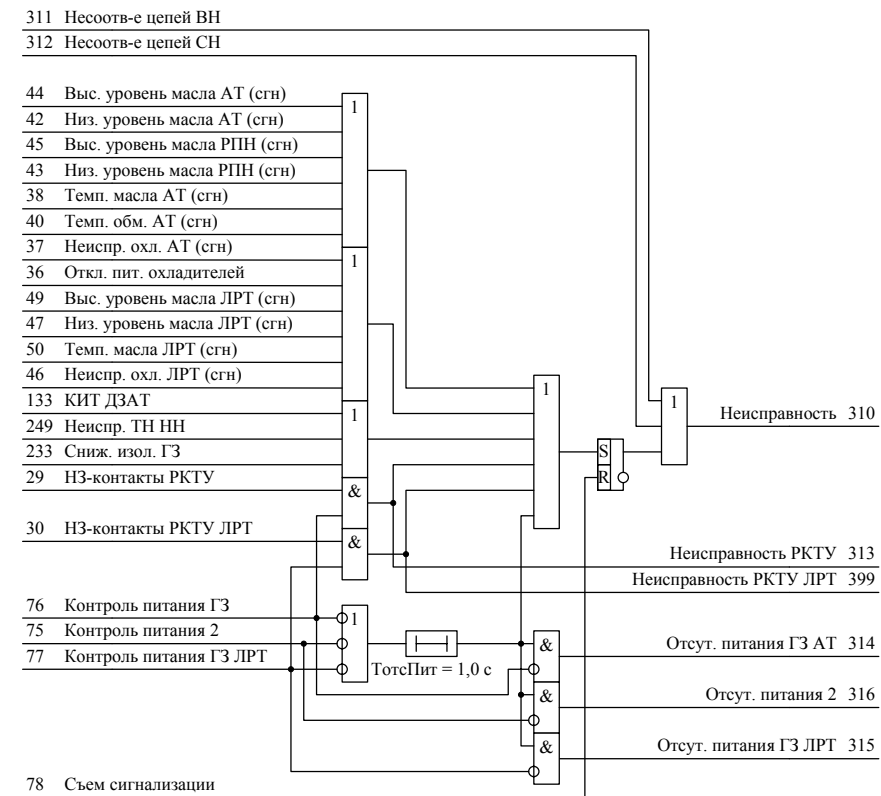 311 Несоотв-е цепей ВН
312 Несоотв-е цепей СН
44 Выс. уровень масла АТ (сгн)
1
42 Низ. уровень масла АТ (сгн)
45 Выс. уровень масла РПН (сгн)
43 Низ. уровень масла РПН (сгн)
38 Темп. масла АТ (сгн)
40 Темп. обм. АТ (сгн)
37 Неиспр. охл. АТ (сгн)
1
36 Откл. пит. охладителей
49 Выс. уровень масла ЛРТ (сгн)
47 Низ. уровень масла ЛРТ (сгн)
50 Темп. масла ЛРТ (сгн)
46 Неиспр. охл. ЛРТ (сгн)
1
133 КИТ ДЗАТ
1
1
Неисправность 310
249 Неиспр. ТН НН
233 Сниж. изол. ГЗ
S
29 НЗ-контакты РКТУ
&
R
30 НЗ-контакты РКТУ ЛРТ
&
Неисправность РКТУ 313
Неисправность РКТУ ЛРТ 399
76 Контроль питания ГЗ
1
75 Контроль питания 2
77 Контроль питания ГЗ ЛРТ
ТотсПит = 1,0 с
&
Отсут. питания ГЗ АТ 314
&
Отсут. питания 2 316
&
Отсут. питания ГЗ ЛРТ 315
78 Съем сигнализации